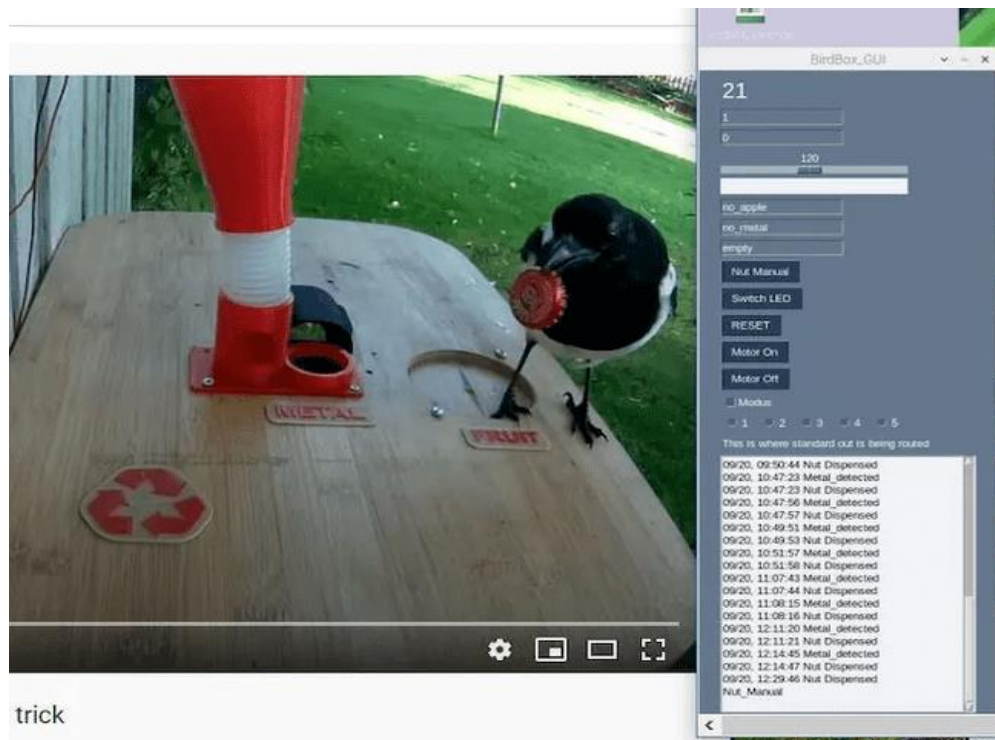 METAL
FRUIT
trick
BirdBox_GUI
21
1
0
120
no_apple
no_metal
empty
Nut Manual
Switch LED
RESET
Motor On
Motor Off
Modus
1 2 3 4 5
This is where standard out is being routed
09/20, 09:50:44 Nut Dispensed
09/20, 10:47:23 Metal_detected
09/20, 10:47:23 Nut Dispensed
09/20, 10:47:56 Metal_detected
09/20, 10:47:57 Nut Dispensed
09/20, 10:49:51 Metal_detected
09/20, 10:49:53 Nut Dispensed
09/20, 10:51:57 Metal_detected
09/20, 10:51:58 Nut Dispensed
09/20, 11:07:43 Metal_detected
09/20, 11:07:44 Nut Dispensed
09/20, 11:08:15 Metal_detected
09/20, 11:08:16 Nut Dispensed
09/20, 12:11:20 Metal_detected
09/20, 12:11:21 Nut Dispensed
09/20, 12:14:45 Metal_detected
09/20, 12:14:47 Nut Dispensed
09/20, 12:29:46 Nut Dispensed
Nut_Manual